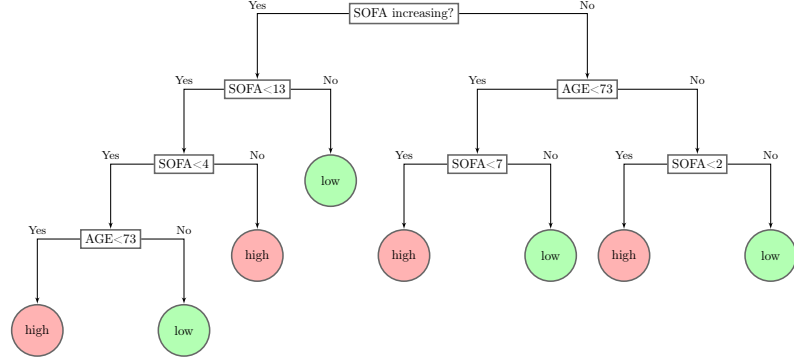 SOFA increasing?
Yes
No
SOFA<13
AGE<73
Yes
No
Yes
No
SOFA<4
low
SOFA<7
SOFA<2
Yes
No
Yes
No
Yes
No
AGE<73
high
high
low
high
low
Yes
No
high
low